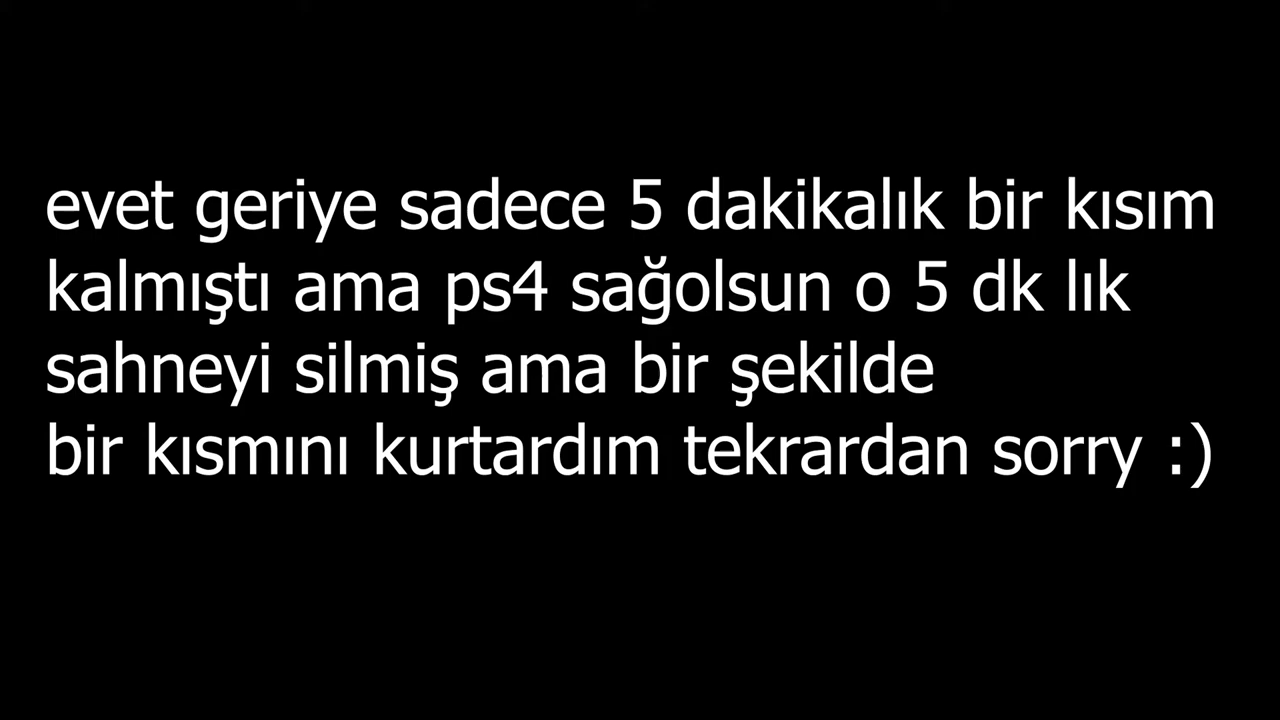 evet geriye sadece 5 dakikalık bir kısım
kalmıştı ama ps4 sağolsun o 5 dk lık
sahneyi silmiş ama bir şekilde
bir kısmını kurtardım tekrardan sorry :)